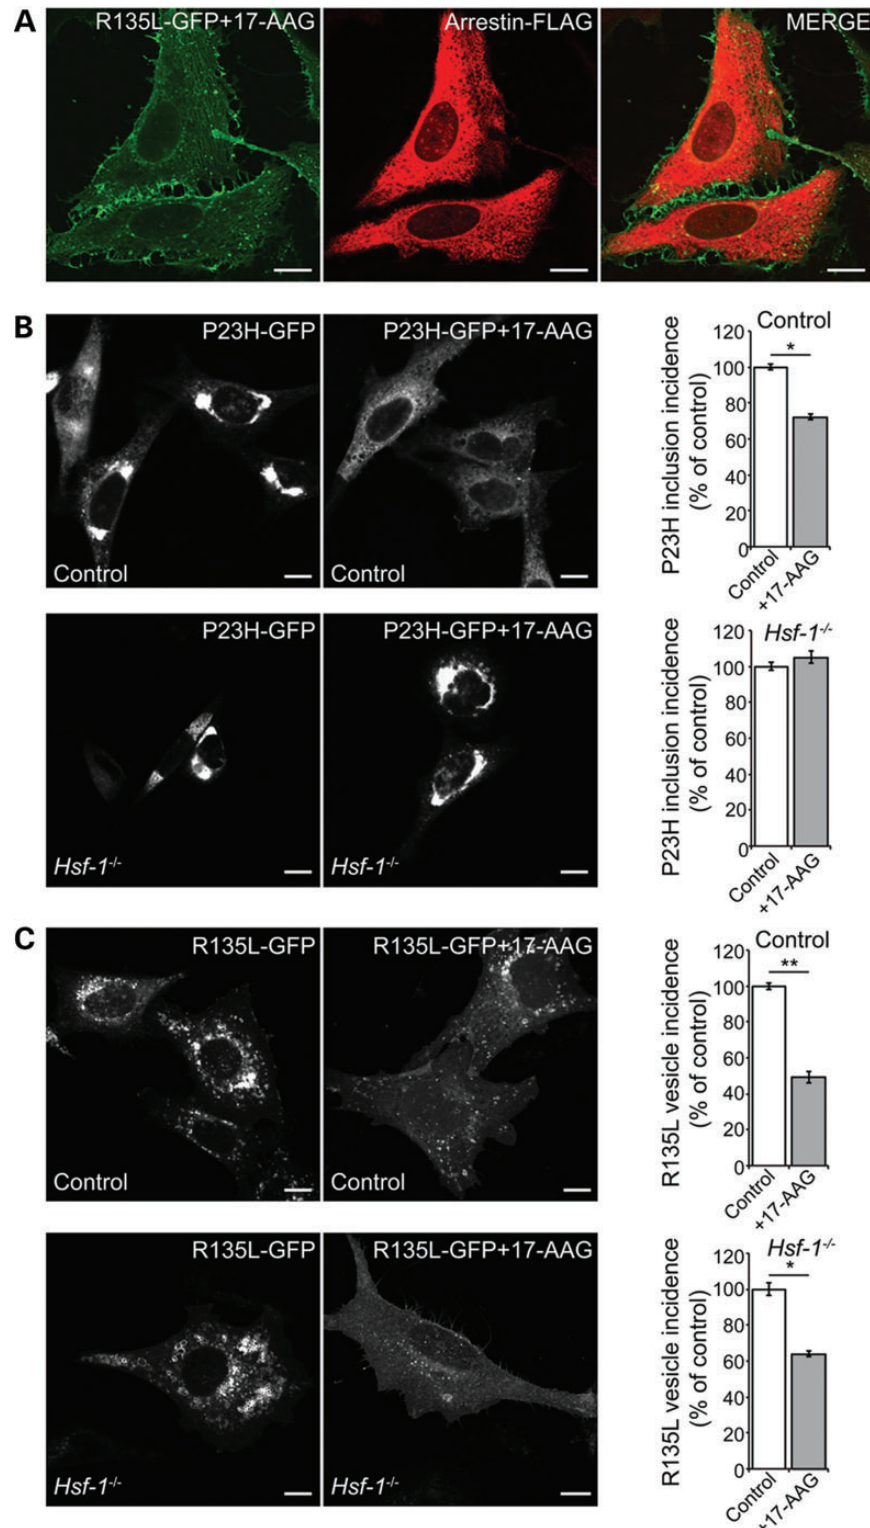 A
R135L-GFP+17-AAG
Arrestin-FLAG
MERGE
B
P23H-GFP
Control
P23H-GFP+17-AAG
Control
P23H inclusion incidence
(% of control)
120
100
80
60
40
20
0
Control
*
Control
+17-AAG
P23H-GFP
Hsf-1-/-
P23H-GFP+17-AAG
Hsf-1-/-
P23H inclusion incidence
(% of control)
120
100
80
60
40
20
0
Hsf-1-/-
Control
+17-AAG
C
R135L-GFP
Control
R135L-GFP+17-AAG
Control
R135L vesicle incidence
(% of control)
120
100
80
60
40
20
0
Control
**
Control
+17-AAG
R135L-GFP
Hsf-1-/-
R135L-GFP+17-AAG
Hsf-1-/-
R135L vesicle incidence
(% of control)
120
100
80
60
40
20
0
Hsf-1-/-
*
Control
+17-AAG